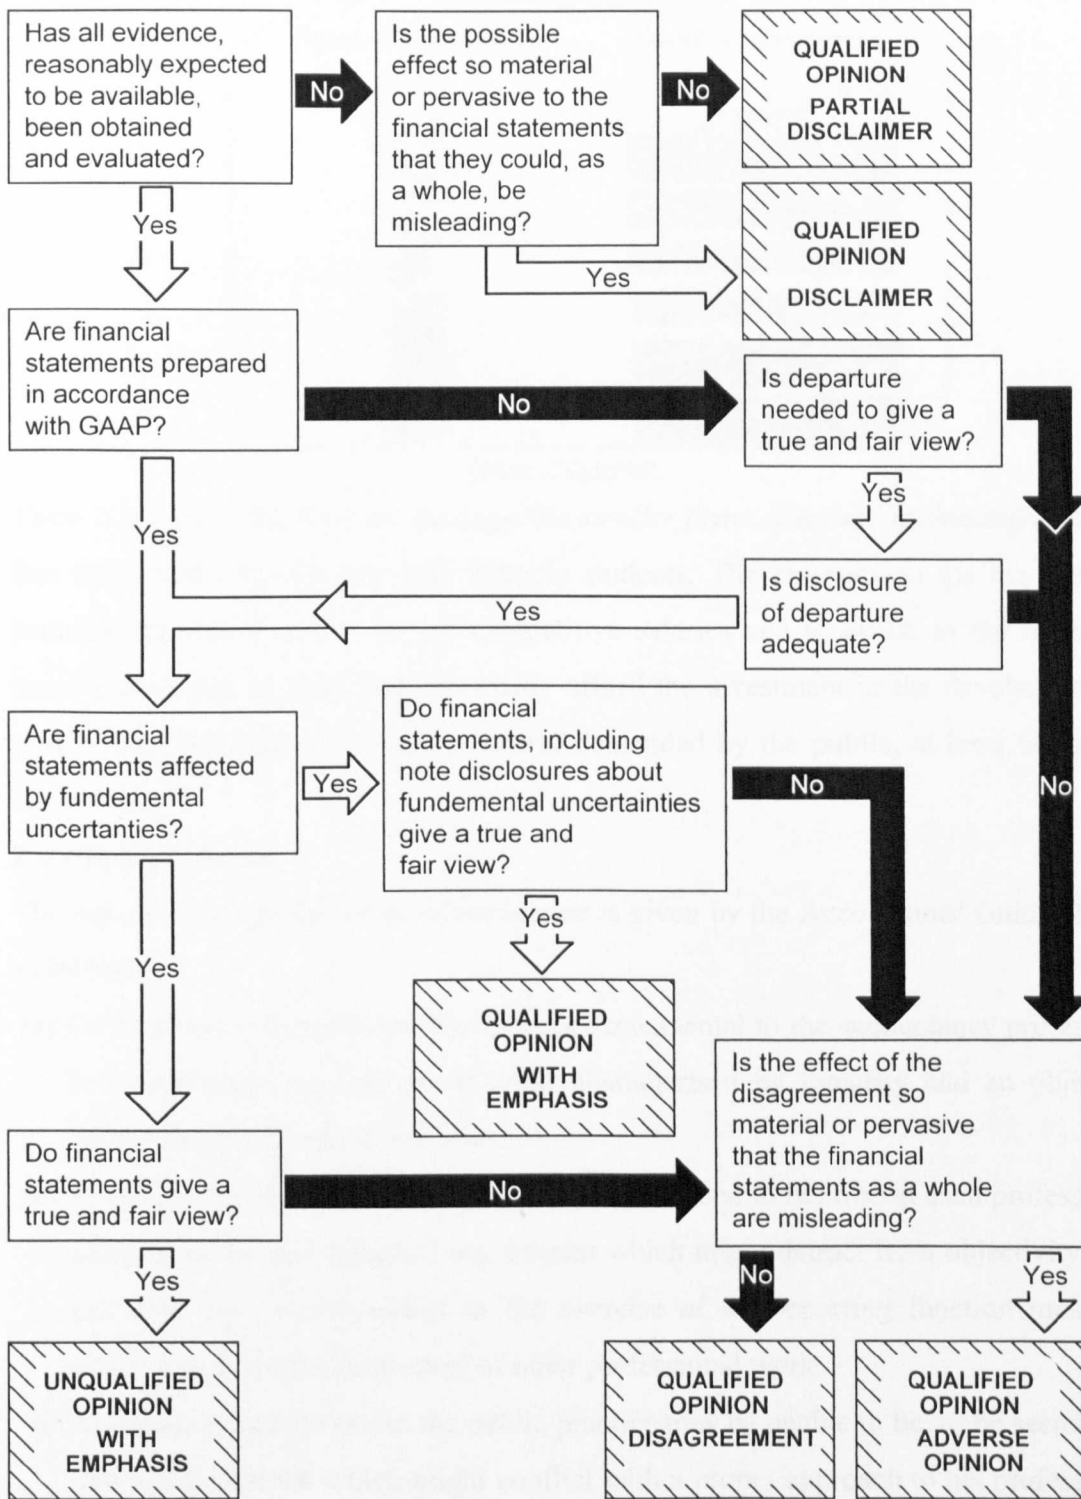 Has all evidence,
reasonably expected
to be available,
been obtained
and evaluated?
No
Is the possible
effect so material
or pervasive to the
financial statements
that they could, as
a whole, be
misleading?
No
QUALIFIED
OPINION
PARTIAL
DISCLAIMER
Yes
Yes
QUALIFIED
OPINION
DISCLAIMER
Are financial
statements prepared
in accordance
with GAAP?
No
Is departure
needed to give a
true and fair view?
Yes
Yes
Is disclosure
of departure
adequate?
Yes
No
Are financial
statements affected
by fundemental
uncertanties?
Yes
Do financial
statements, including
note disclosures about
fundemental uncertainties
give a true and
fair view?
No
Yes
Yes
QUALIFIED
OPINION
WITH
EMPHASIS
Is the effect of the
disagreement so
material or pervasive
that the financial
statements as a whole
are misleading?
Do financial
statements give a
true and fair view?
No
Yes
No
Yes
UNQUALIFIED
OPINION
WITH
EMPHASIS
QUALIFIED
OPINION
DISAGREEMENT
QUALIFIED
OPINION
ADVERSE
OPINION